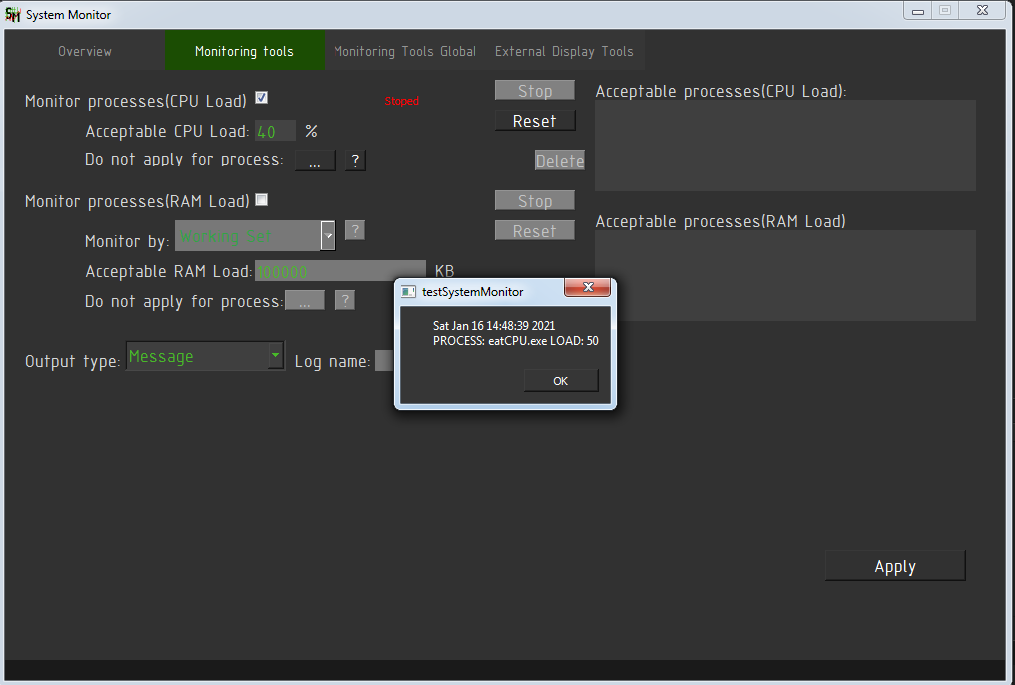 SM System Monitor
Overview Monitoring tools Monitoring Tools Global External Display Tools
Monitor processes(CPU Load) Stoped Stop Acceptable processes(CPU Load):
Acceptable CPU Load: 40 % Reset
Do not apply for process: ... ? Delete
Monitor processes(RAM Load) Stop
Monitor by: ? Reset Acceptable processes(RAM Load)
Acceptable RAM Load: 100000 KB
Do not apply for process: ... ?
testSystemMonitor
Sat Jan 16 14:48:39 2021
PROCESS: eatCPU.exe LOAD: 50
OK
Output type: Message Log name:
Apply